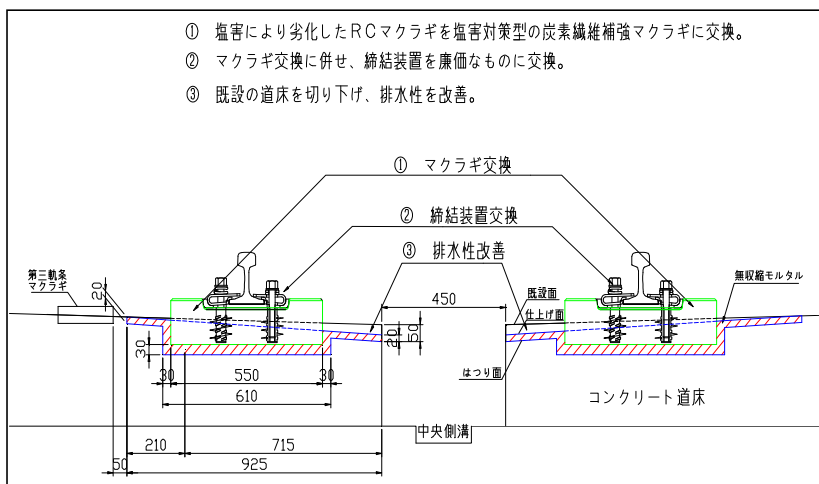 ① 塩害により劣化したRCマクラギを塩害対策型の炭素繊維補強マクラギに交換。
② マクラギ交換に併せ、締結装置を廉価なものに交換。
③ 既設の道床を切り下げ、排水性を改善。
① マクラギ交換
② 締結装置交換
③ 排水性改善
第三軌条
マクラギ
20
450
既設面
仕上げ面
無収縮モルタル
50
20
30
30
550
30
610
はつり面
コンクリート道床
中央側溝
210
715
50
925